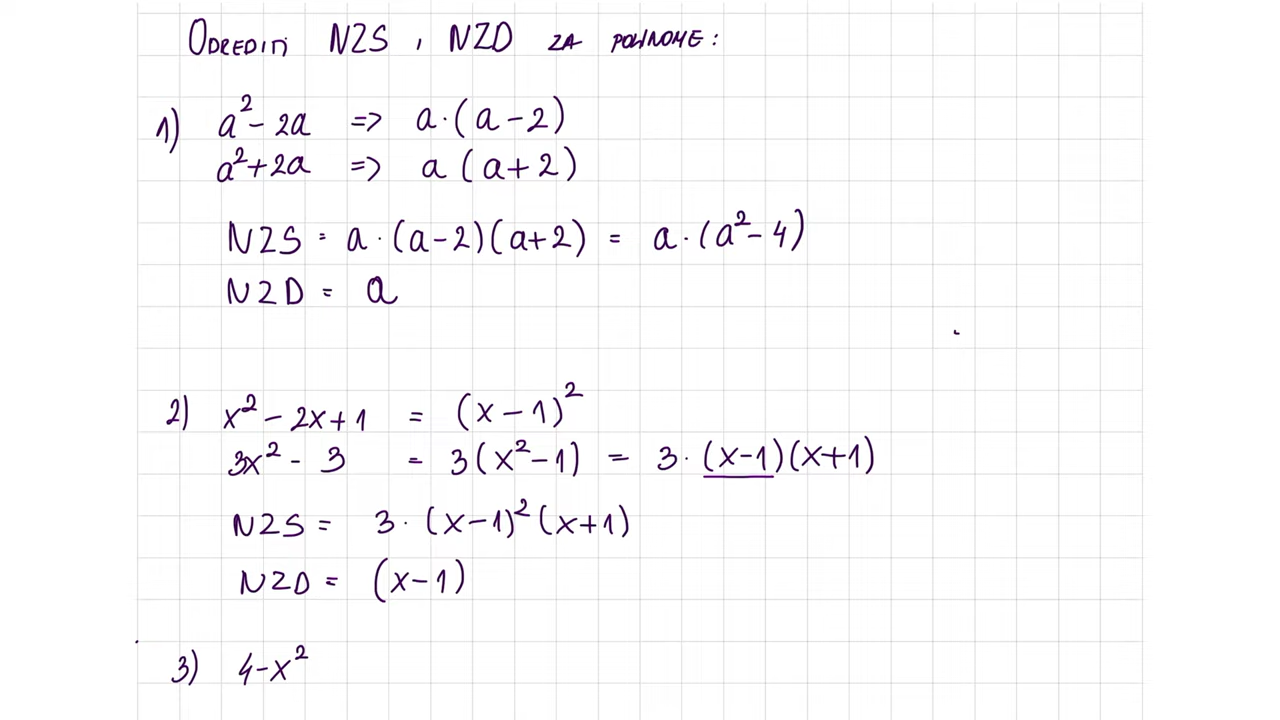 ODREDITI NZS i NZD ZA POLINOME:
1) a² - 2a => a·(a-2)
a²+2a => a(a+2)
NZS = a·(a-2)(a+2) = a·(a²-4)
NZD = a
2) x² - 2x+1 = (x-1)²
3x² - 3 = 3(x²-1) = 3·(x-1)(x+1)
NZS = 3·(x-1)²(x+1)
NZD = (x-1)
3) 4-x²